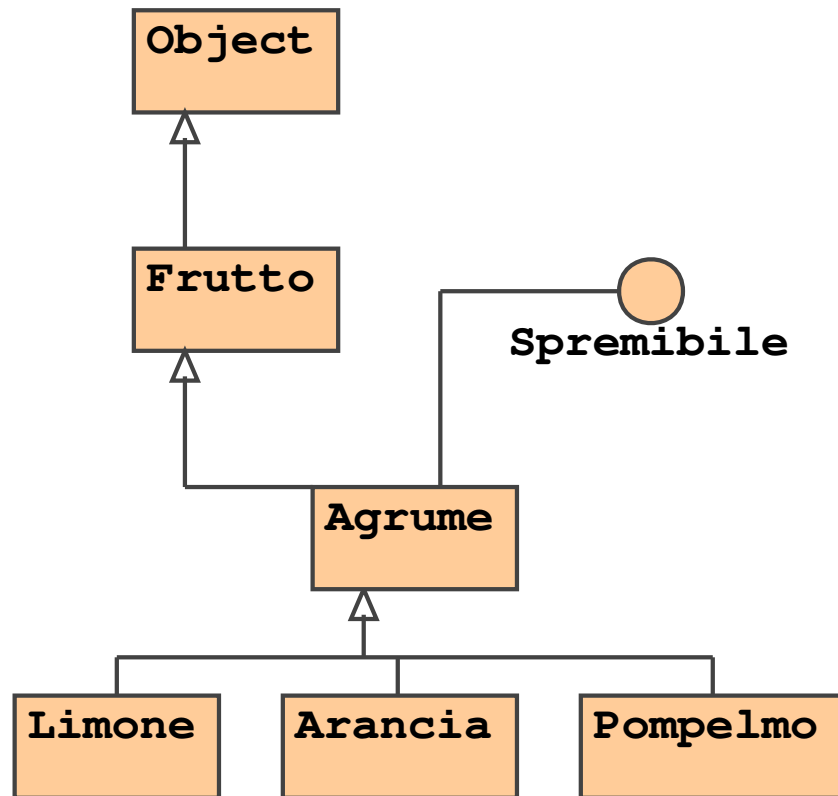 Object
Frutto
Spremibile
Agrume
Limone
Arancia
Pompelmo